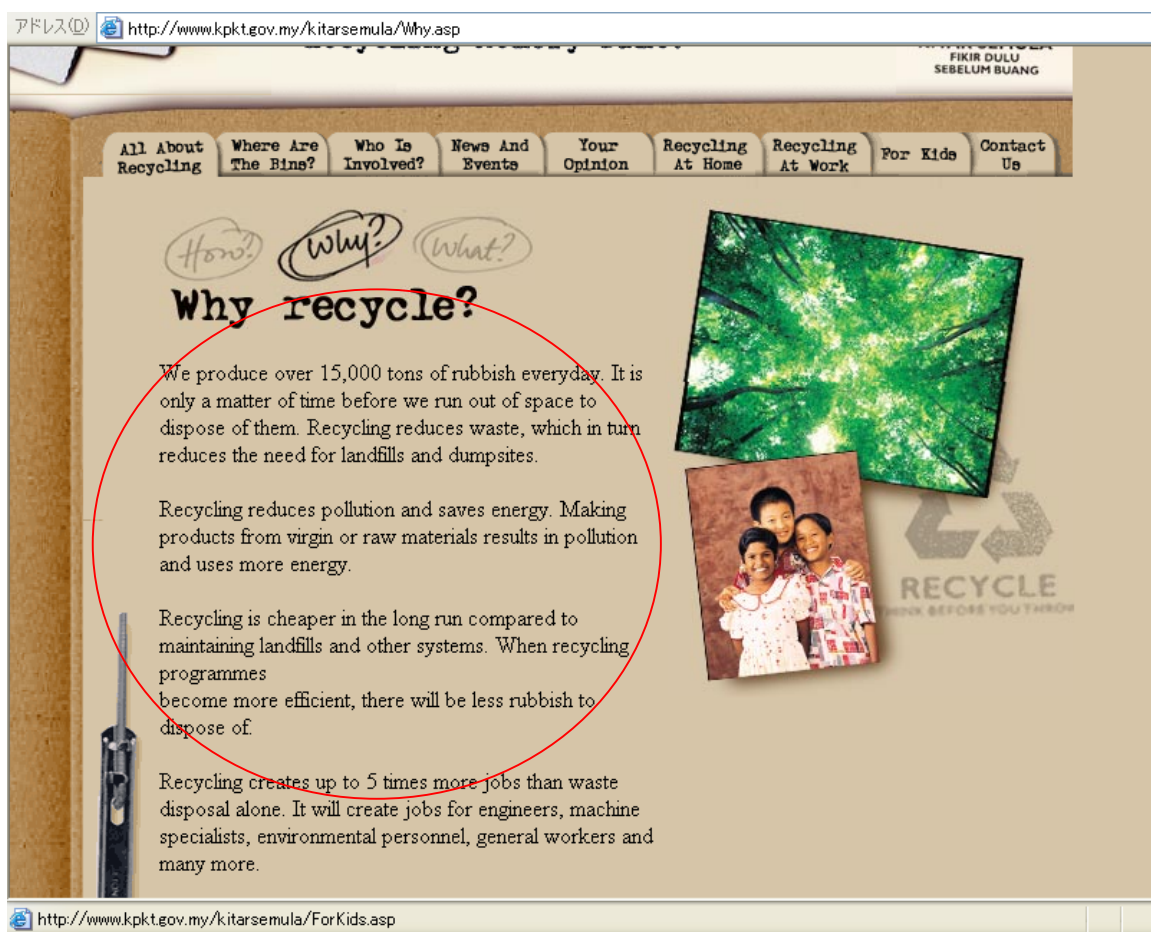 アドレス(D) http://www.kpkt.gov.my/kitarsemula/Why.asp
FIKIR DULU
SEBELUM BUANG
All About Recycling
Where Are The Bins?
Who Is Involved?
News And Events
Your Opinion
Recycling At Home
Recycling At Work
For Kids
Contact Us
How? Why? What?
Why recycle?
We produce over 15,000 tons of rubbish everyday. It is
only a matter of time before we run out of space to
dispose of them. Recycling reduces waste, which in turn
reduces the need for landfills and dumpsites.
Recycling reduces pollution and saves energy. Making
products from virgin or raw materials results in pollution
and uses more energy.
Recycling is cheaper in the long run compared to
maintaining landfills and other systems. When recycling
programmes
become more efficient, there will be less rubbish to
dispose of.
Recycling creates up to 5 times more jobs than waste
disposal alone. It will create jobs for engineers, machine
specialists, environmental personnel, general workers and
many more.
RECYCLE
THINK BEFORE YOU THROW
http://www.kpkt.gov.my/kitarsemula/ForKids.asp